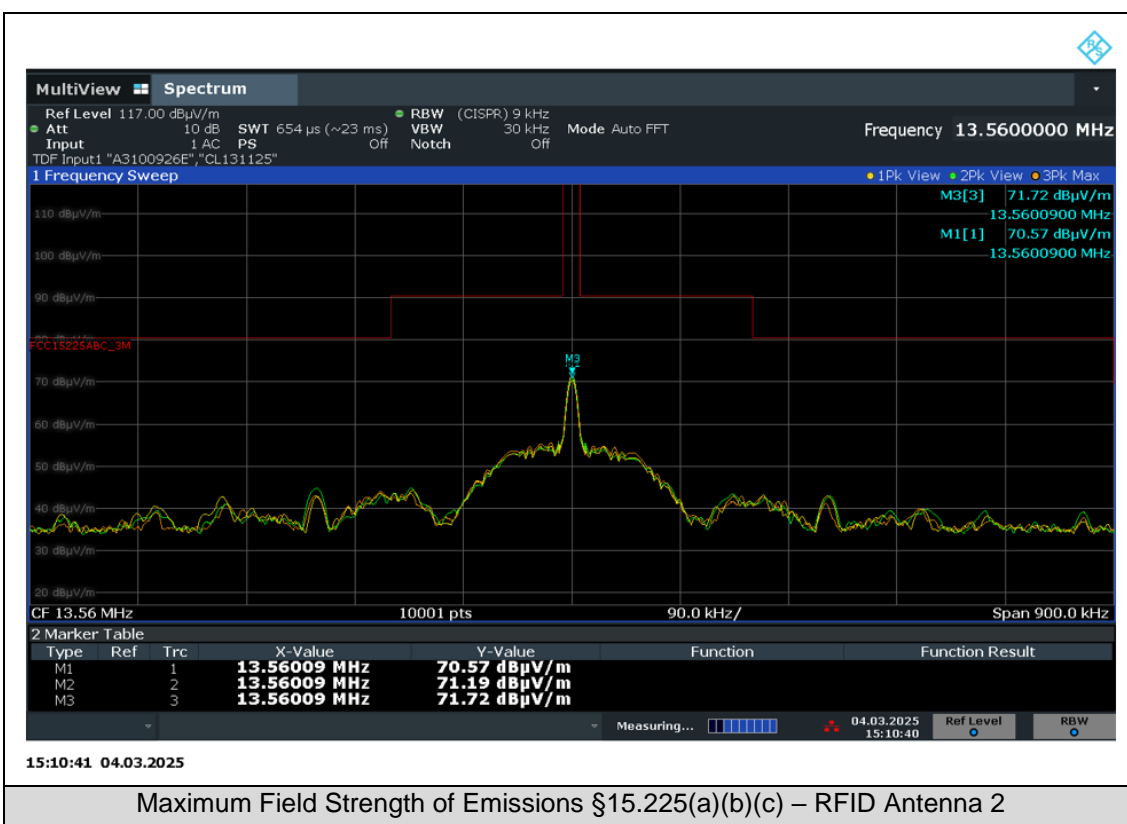 R&S
MultiView Spectrum
Ref Level 117.00 dBµV/m RBW (CISPR) 9 kHz
Att 10 dB SWT 654 µs (~23 ms) VBW 30 kHz Mode Auto FFT Frequency 13.5600000 MHz
Input 1 AC PS Off Notch Off
TDF Input1 "A3100926E","CL131125"
1 Frequency Sweep 1Pk View 2Pk View 3Pk Max
M3[3] 71.72 dBµV/m
110 dBµV/m 13.5600900 MHz
M1[1] 70.57 dBµV/m
100 dBµV/m 13.5600900 MHz
90 dBµV/m
80 dBµV/m
FCC15225ABC_3M
M3
70 dBµV/m
60 dBµV/m
50 dBµV/m
40 dBµV/m
30 dBµV/m
20 dBµV/m
CF 13.56 MHz 10001 pts 90.0 kHz/ Span 900.0 kHz
2 Marker Table
Type Ref Trc X-Value Y-Value Function Function Result
M1 1 13.56009 MHz 70.57 dBµV/m
M2 2 13.56009 MHz 71.19 dBµV/m
M3 3 13.56009 MHz 71.72 dBµV/m
Measuring... 04.03.2025 Ref Level RBW
15:10:40
15:10:41 04.03.2025
Maximum Field Strength of Emissions §15.225(a)(b)(c) – RFID Antenna 2